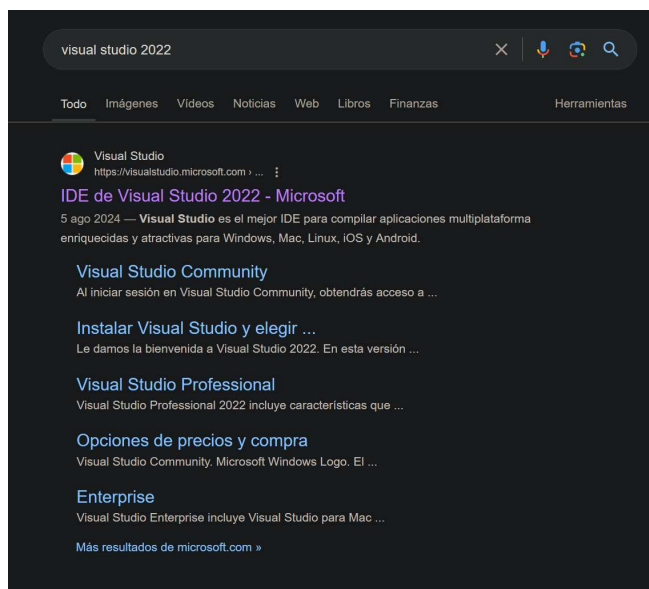 visual studio 2022
Todo Imágenes Vídeos Noticias Web Libros Finanzas Herramientas
Visual Studio
https://visualstudio.microsoft.com › ...
IDE de Visual Studio 2022 - Microsoft
5 ago 2024 — Visual Studio es el mejor IDE para compilar aplicaciones multiplataforma
enriquecidas y atractivas para Windows, Mac, Linux, iOS y Android.
Visual Studio Community
Al iniciar sesión en Visual Studio Community, obtendrás acceso a ...
Instalar Visual Studio y elegir ...
Le damos la bienvenida a Visual Studio 2022. En esta versión ...
Visual Studio Professional
Visual Studio Professional 2022 incluye características que ...
Opciones de precios y compra
Visual Studio Community. Microsoft Windows Logo. El ...
Enterprise
Visual Studio Enterprise incluye Visual Studio para Mac ...
Más resultados de microsoft.com »